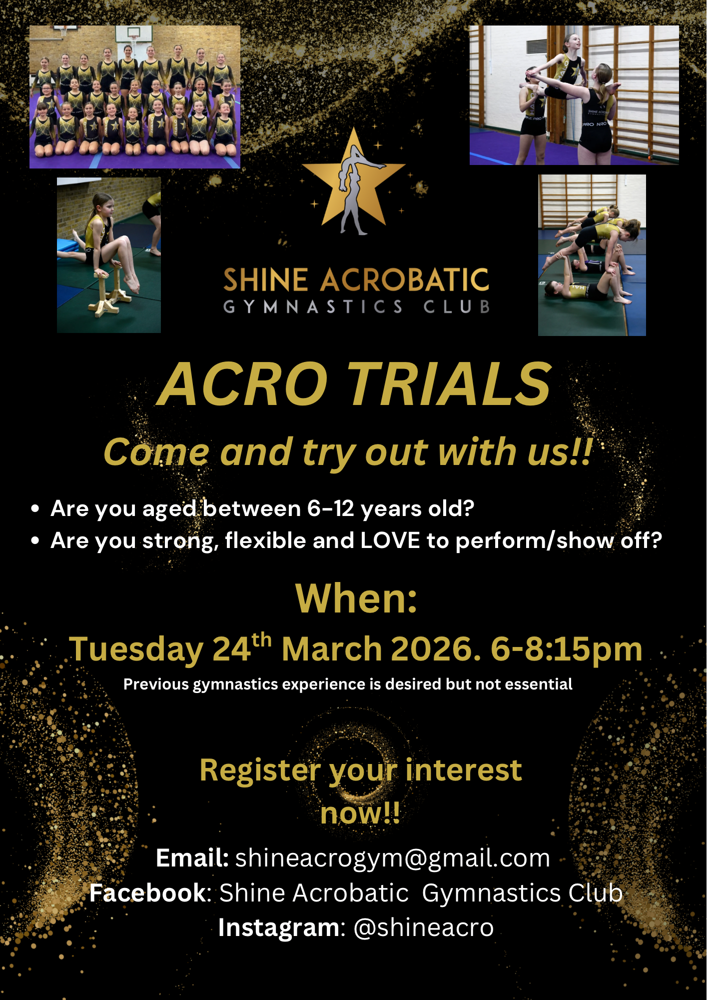 SHINE ACROBATIC
GYMNASTICS CLUB
ACRO TRIALS
Come and try out with us!!
• Are you aged between 6-12 years old?
• Are you strong, flexible and LOVE to perform/show off?
When:
Tuesday 24th March 2026. 6-8:15pm
Previous gymnastics experience is desired but not essential
Register your interest
now!!
Email: shineacrogym@gmail.com
Facebook: Shine Acrobatic  Gymnastics Club
Instagram: @shineacro